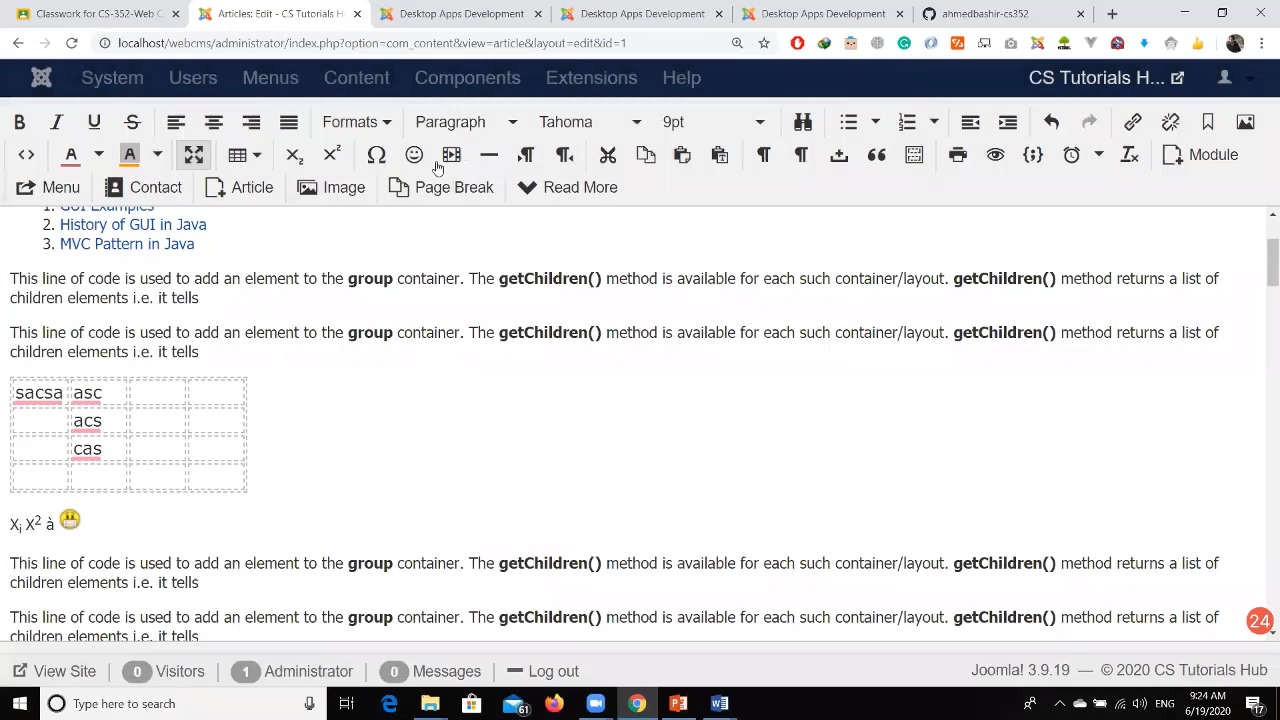 Classwork for CS-352-Web C
Articles: Edit - CS Tutorials H
Desktop Apps Development
Desktop Apps Development
Desktop Apps Development
ahmedbashir-cs352
localhost/webcms/administrator/index.php?option=com_content&view=article&layout=edit&id=1
System Users Menus Content Components Extensions Help CS Tutorials H...
B I U S Formats Paragraph Tahoma 9pt
A A X₂ X² Ω Module
Menu Contact Article Image Page Break Read More
1. GUI Examples
2. History of GUI in Java
3. MVC Pattern in Java
This line of code is used to add an element to the group container. The getChildren() method is available for each such container/layout. getChildren() method returns a list of
children elements i.e. it tells
This line of code is used to add an element to the group container. The getChildren() method is available for each such container/layout. getChildren() method returns a list of
children elements i.e. it tells
sacsa asc
acs
cas
Xᵢ X² à
This line of code is used to add an element to the group container. The getChildren() method is available for each such container/layout. getChildren() method returns a list of
children elements i.e. it tells
This line of code is used to add an element to the group container. The getChildren() method is available for each such container/layout. getChildren() method returns a list of
children elements i.e. it tells
24
View Site 0 Visitors 1 Administrator 0 Messages Log out Joomla! 3.9.19 — © 2020 CS Tutorials Hub
Type here to search
61
ENG
9:24 AM
6/19/2020
17